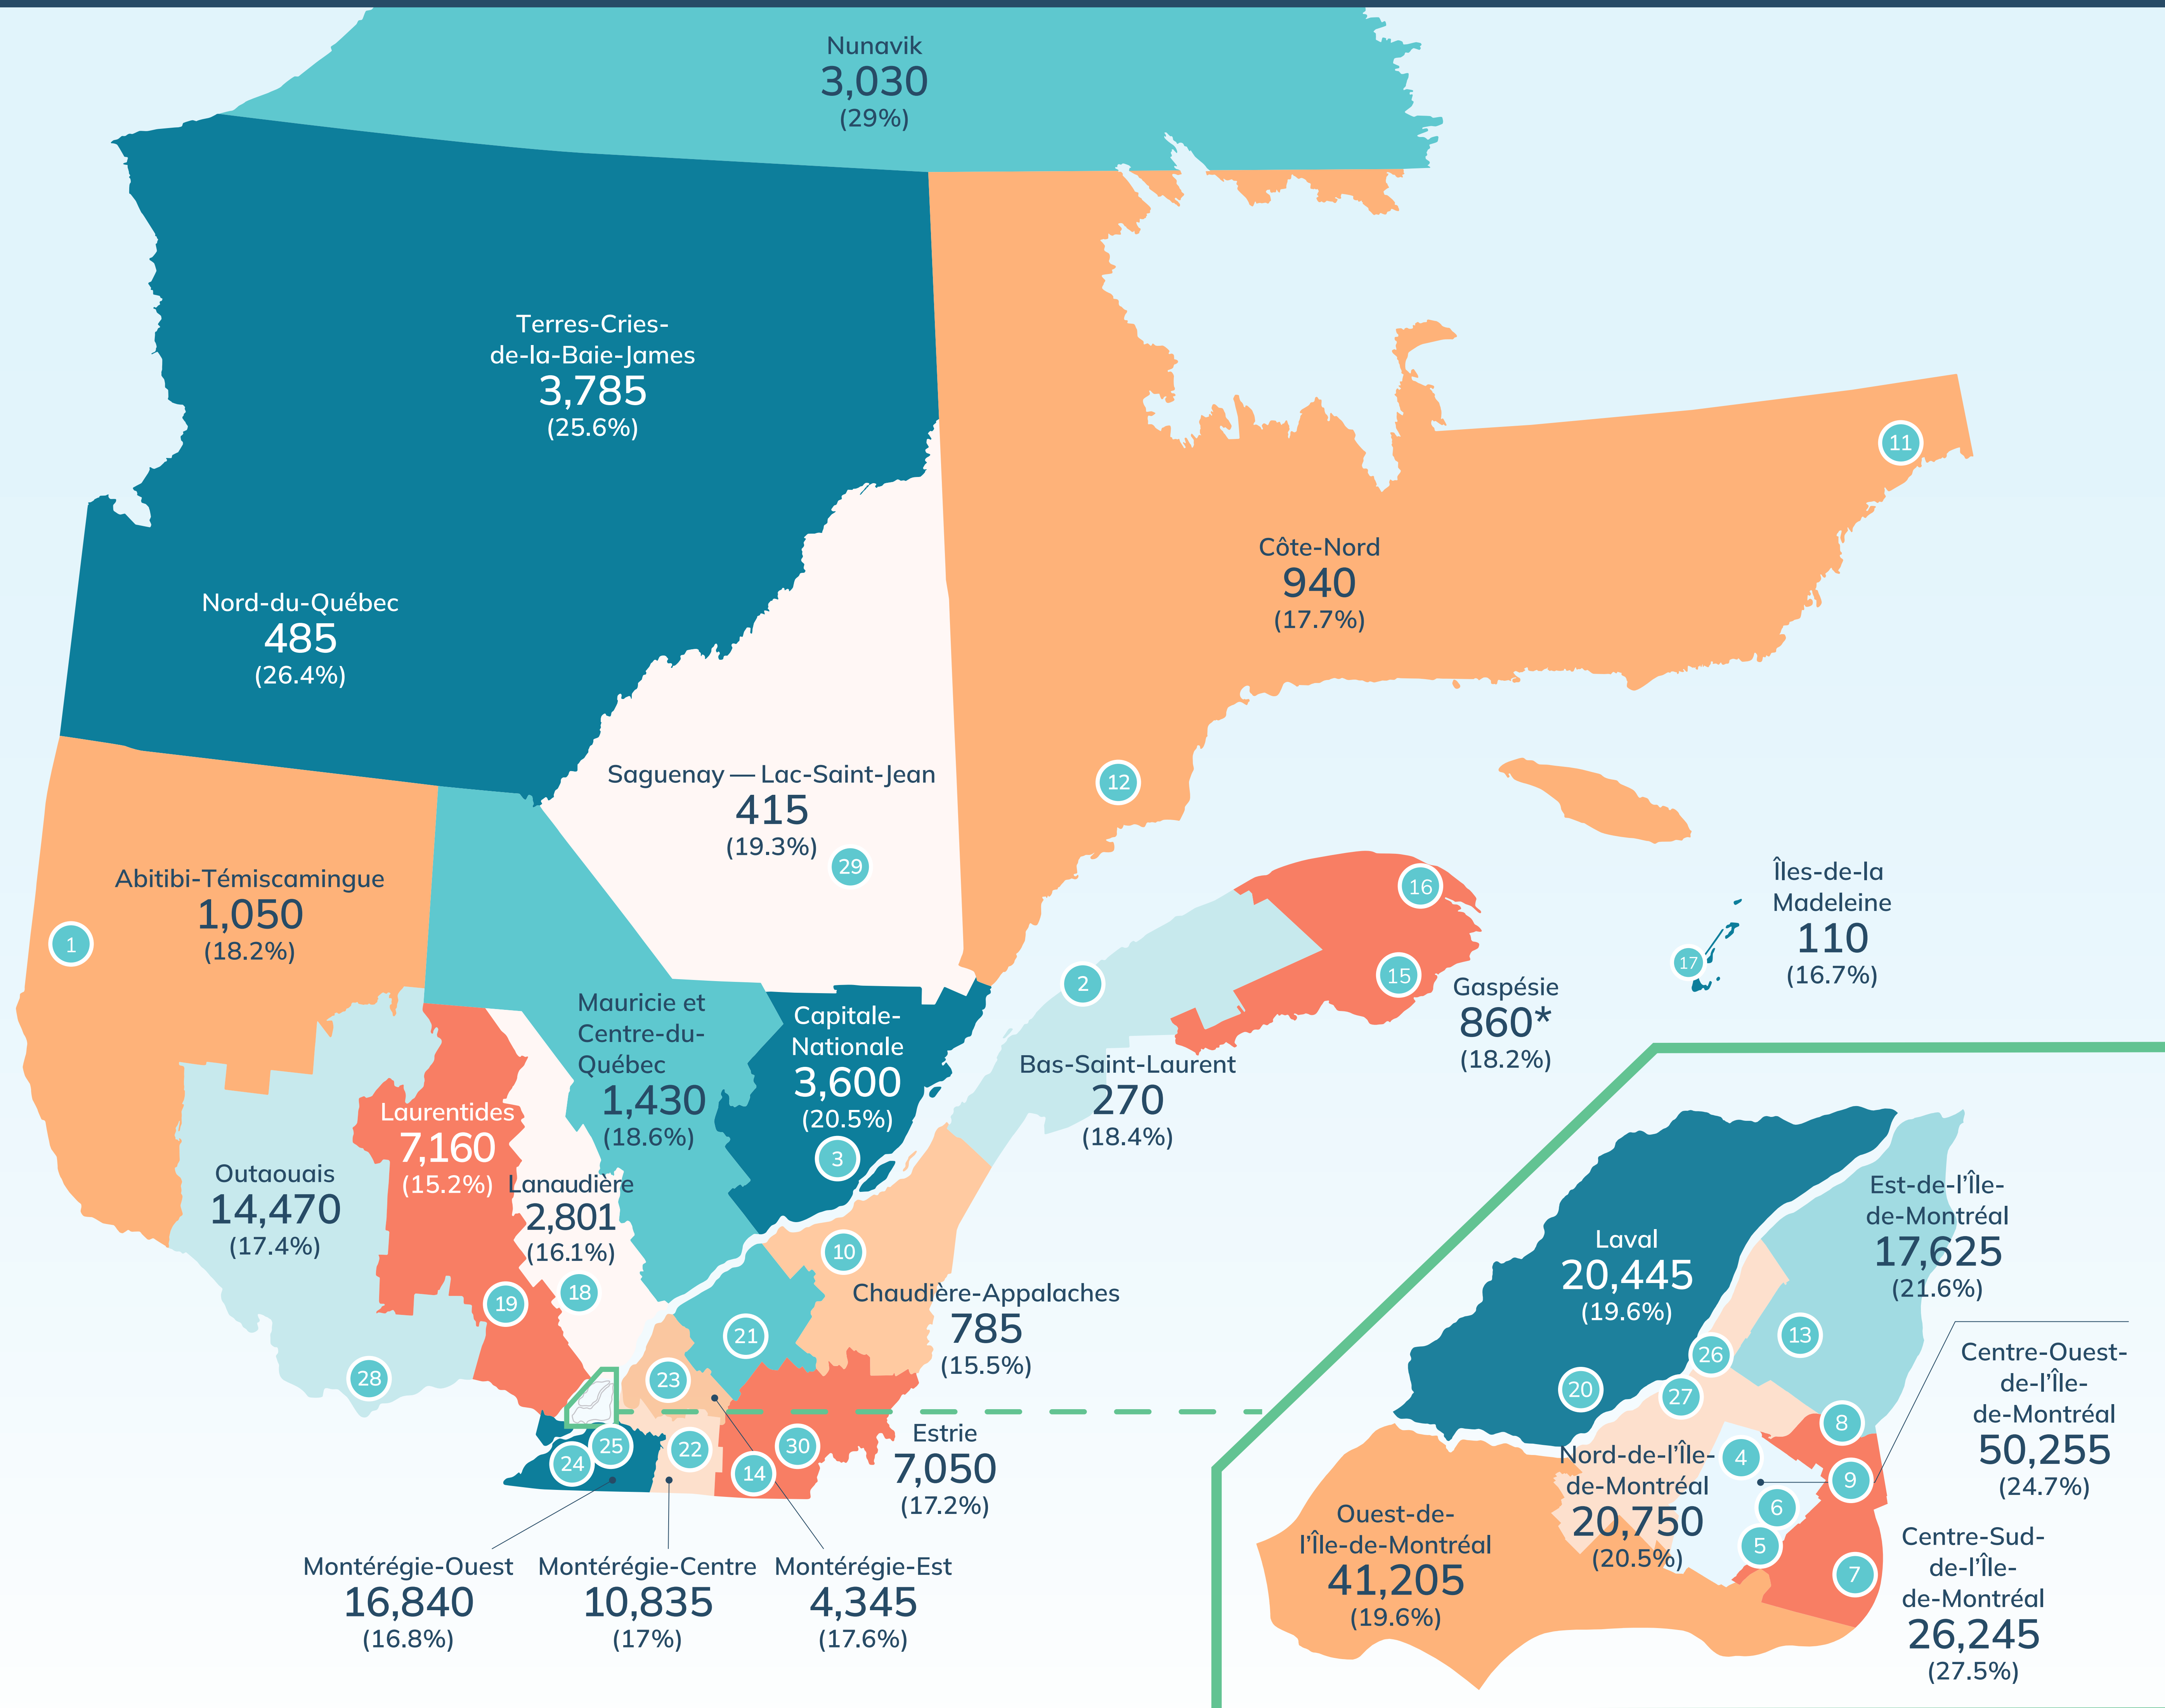 Nunavik
3,030
(29%)
Terres-Cries-
de-la-Baie-James
3,785
(25.6%)
11
Côte-Nord
940
(17.7%)
Nord-du-Québec
485
(26.4%)
Saguenay — Lac-Saint-Jean
415
(19.3%)
29
12
Abitibi-Témiscamingue
1,050
(18.2%)
1
16
15
Gaspésie
860*
(18.2%)
Îles-de-la
Madeleine
110
(16.7%)
17
2
Bas-Saint-Laurent
270
(18.4%)
Mauricie et
Centre-du-
Québec
1,430
(18.6%)
Capitale-
Nationale
3,600
(20.5%)
3
Laurentides
7,160
(15.2%)
19
Outaouais
14,470
(17.4%)
28
Lanaudière
2,801
(16.1%)
18
10
Chaudière-Appalaches
785
(15.5%)
21
23
25
24
22
14
30
Estrie
7,050
(17.2%)
Montérégie-Ouest
16,840
(16.8%)
Montérégie-Centre
10,835
(17%)
Montérégie-Est
4,345
(17.6%)
Laval
20,445
(19.6%)
20
Est-de-l’Île-
de-Montréal
17,625
(21.6%)
13
26
27
8
Centre-Ouest-
de-l’Île-
de-Montréal
50,255
(24.7%)
Nord-de-l’Île-
de-Montréal
20,750
(20.5%)
4
9
6
5
7
Ouest-de-
l’Île-de-Montréal
41,205
(19.6%)
Centre-Sud-
de-l’Île-
de-Montréal
26,245
(27.5%)